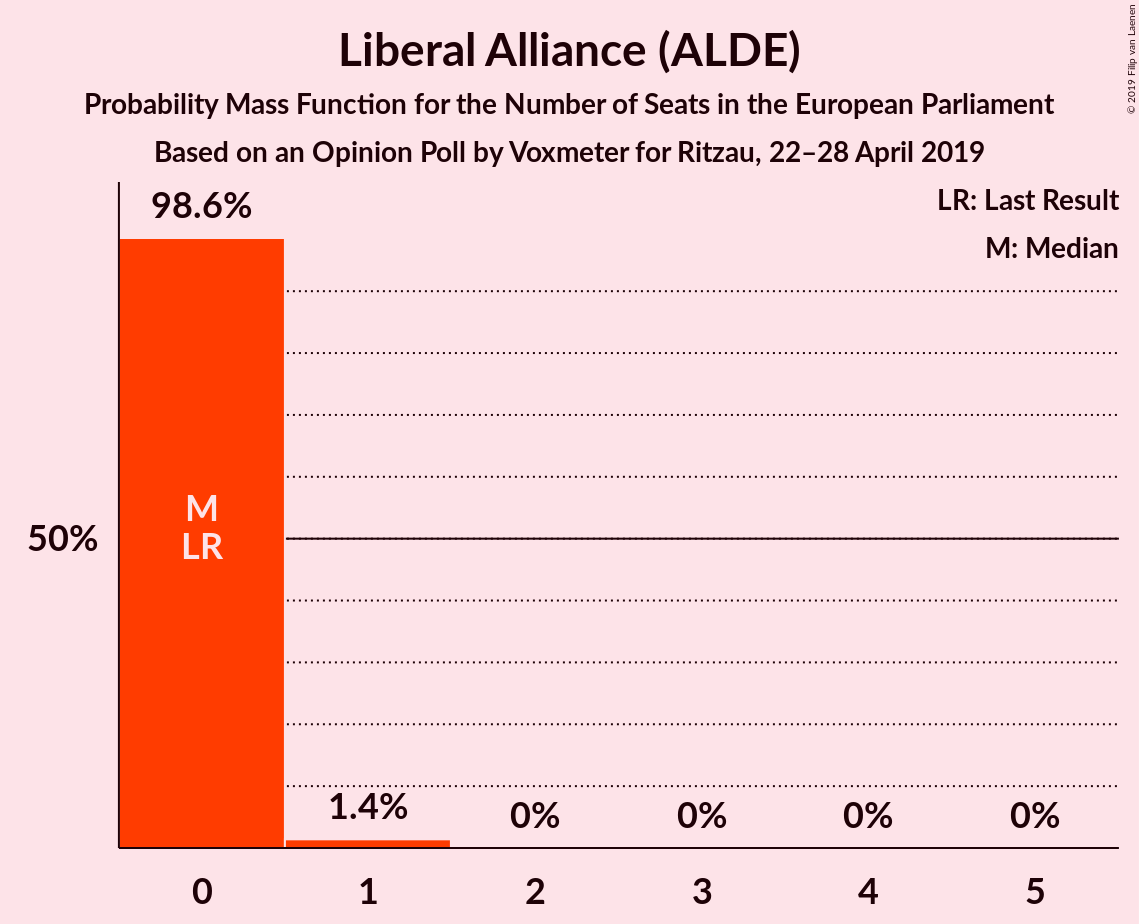 Liberal Alliance (ALDE)
Probability Mass Function for the Number of Seats in the European Parliament
Based on an Opinion Poll by Voxmeter for Ritzau, 22–28 April 2019
© 2019 Filip van Laenen
LR: Last Result
M: Median
98.6%
M
LR
50%
1.4%
0%
0%
0%
0%
0
1
2
3
4
5